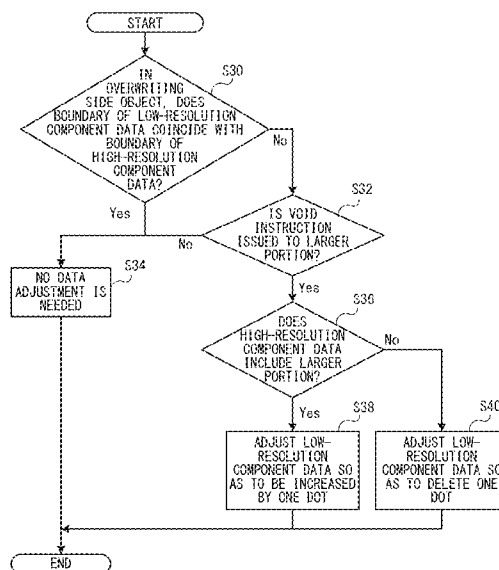 START
S30
IN
OVERWRITING
SIDE OBJECT, DOES
BOUNDARY OF LOW-RESOLUTION
COMPONENT DATA COINCIDE WITH
BOUNDARY OF
HIGH-RESOLUTION
COMPONENT
DATA?
No
Yes
S32
IS VOID
INSTRUCTION
ISSUED TO LARGER
PORTION?
No
Yes
S34
NO DATA
ADJUSTMENT IS
NEEDED
S36
DOES
HIGH-RESOLUTION
COMPONENT DATA
INCLUDE LARGER
PORTION?
No
Yes
S38
ADJUST LOW-
RESOLUTION
COMPONENT DATA SO
AS TO BE INCREASED
BY ONE DOT
S40
ADJUST LOW-
RESOLUTION
COMPONENT DATA SO
AS TO DELETE ONE
DOT
END